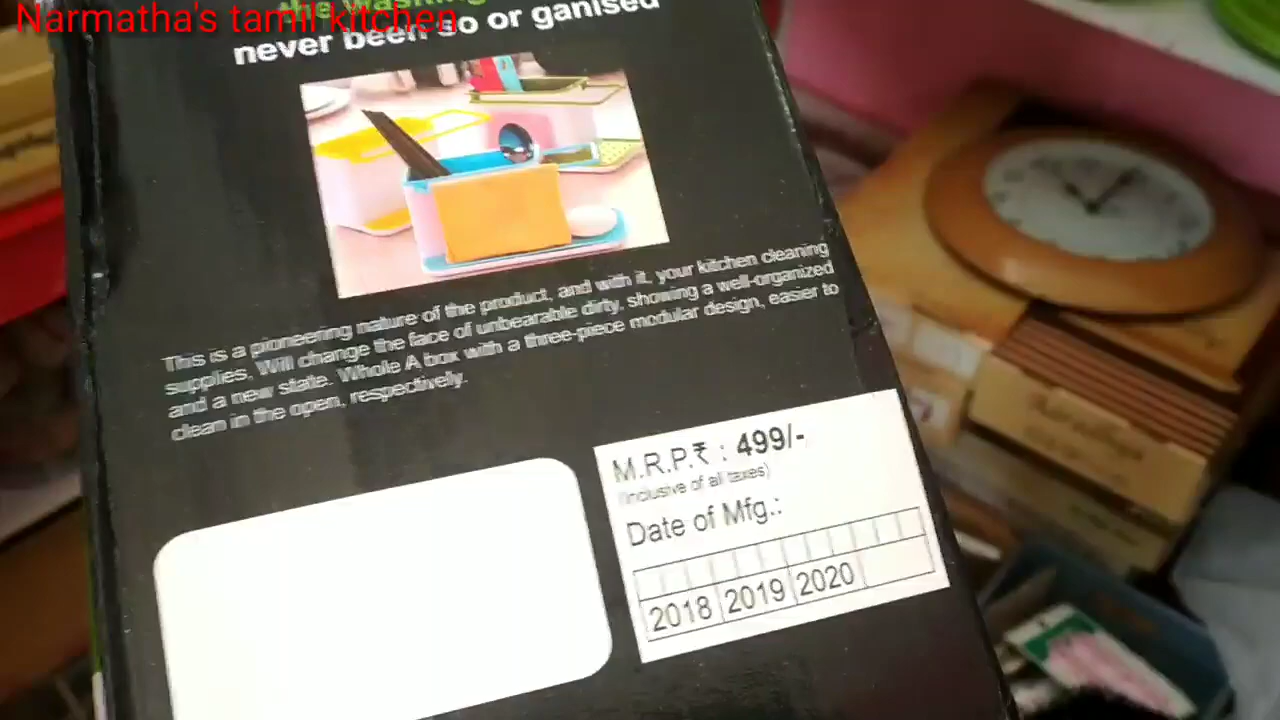 Narmatha's tamil kitchen
the washing
never been so or ganised
This is a pioneering nature of the product, and with it, your kitchen cleaning
supplies, Will change the face of unbearable dirty, showing a well-organized
and a new state. Whole A box with a three-piece modular design, easier to
clean in the open, respectively.
M.R.P.₹ : 499/-
(Inclusive of all taxes)
Date of Mfg.:
2018 2019 2020